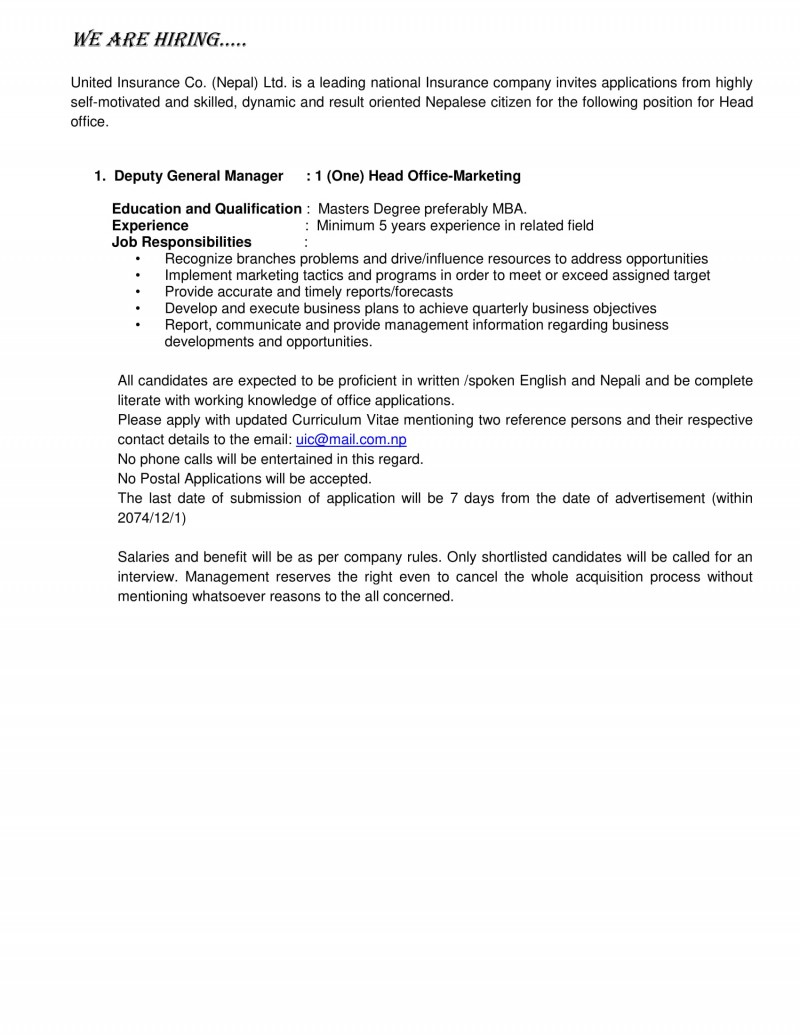 WE ARE HIRING.....
United Insurance Co. (Nepal) Ltd. is a leading national Insurance company invites applications from highly
self-motivated and skilled, dynamic and result oriented Nepalese citizen for the following position for Head
office.
1. Deputy General Manager : 1 (One) Head Office-Marketing
Education and Qualification : Masters Degree preferably MBA.
Experience : Minimum 5 years experience in related field
Job Responsibilities :
• Recognize branches problems and drive/influence resources to address opportunities
• Implement marketing tactics and programs in order to meet or exceed assigned target
• Provide accurate and timely reports/forecasts
• Develop and execute business plans to achieve quarterly business objectives
• Report, communicate and provide management information regarding business
developments and opportunities.
All candidates are expected to be proficient in written /spoken English and Nepali and be complete
literate with working knowledge of office applications.
Please apply with updated Curriculum Vitae mentioning two reference persons and their respective
contact details to the email: uic@mail.com.np
No phone calls will be entertained in this regard.
No Postal Applications will be accepted.
The last date of submission of application will be 7 days from the date of advertisement (within
2074/12/1)
Salaries and benefit will be as per company rules. Only shortlisted candidates will be called for an
interview. Management reserves the right even to cancel the whole acquisition process without
mentioning whatsoever reasons to the all concerned.